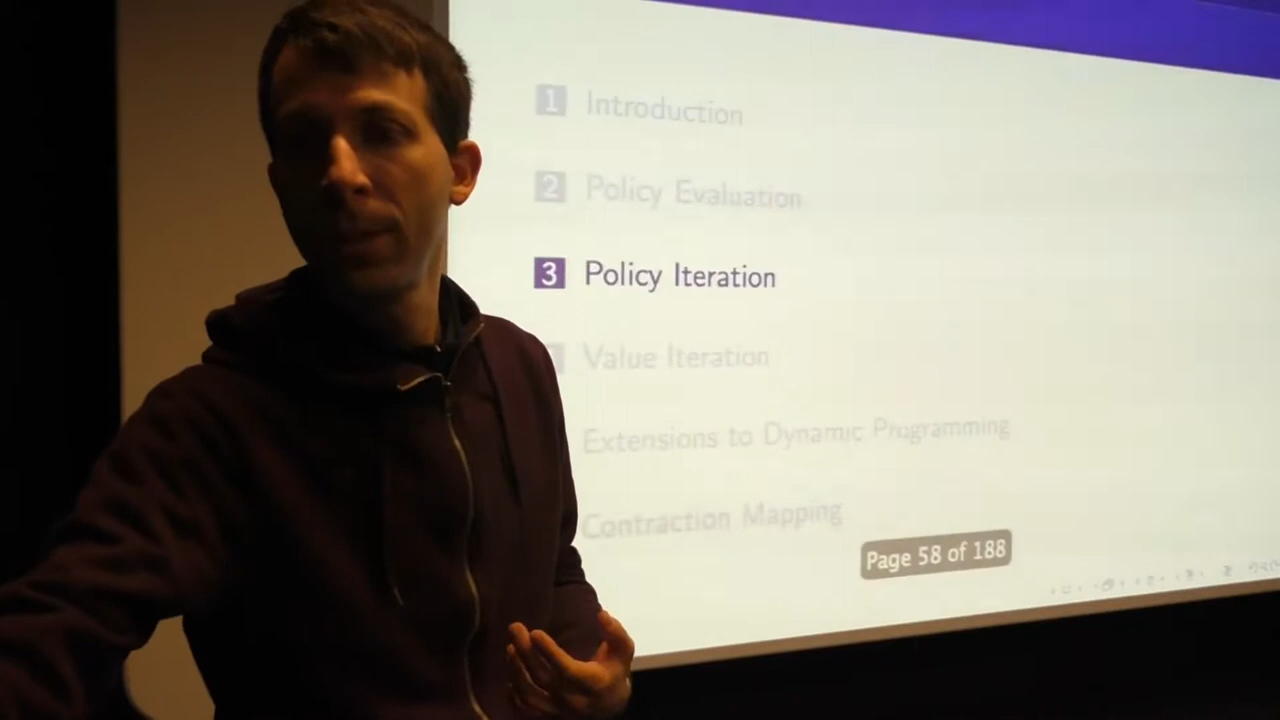 1 Introduction
2 Policy Evaluation
3 Policy Iteration
Value Iteration
Extensions to Dynamic Programming
Contraction Mapping
Page 58 of 188